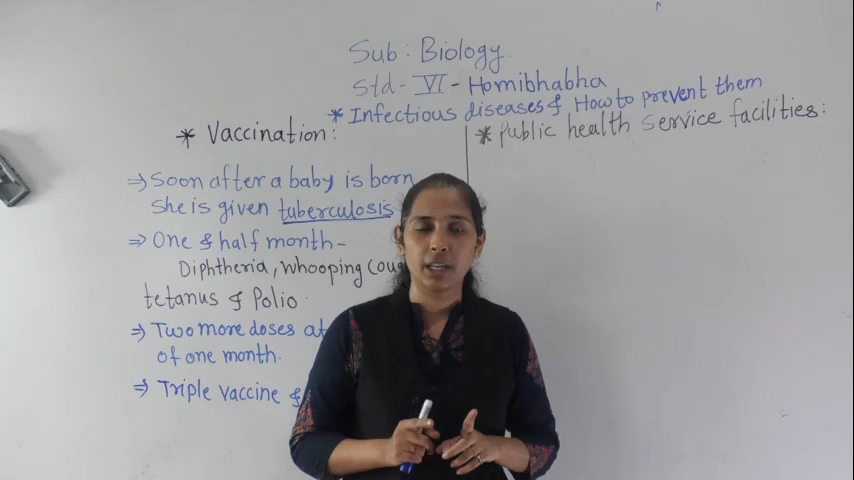 Sub: Biology
Std - VI - Homibhabha
* Infectious diseases & How to prevent them
* Vaccination:
⇒ Soon after a baby is born
she is given tuberculosis
⇒ One & half month -
Diphtheria, Whooping Coug
tetanus & Polio.
⇒ Two more doses at
of one month.
⇒ Triple vaccine &
* Public health service facilities: